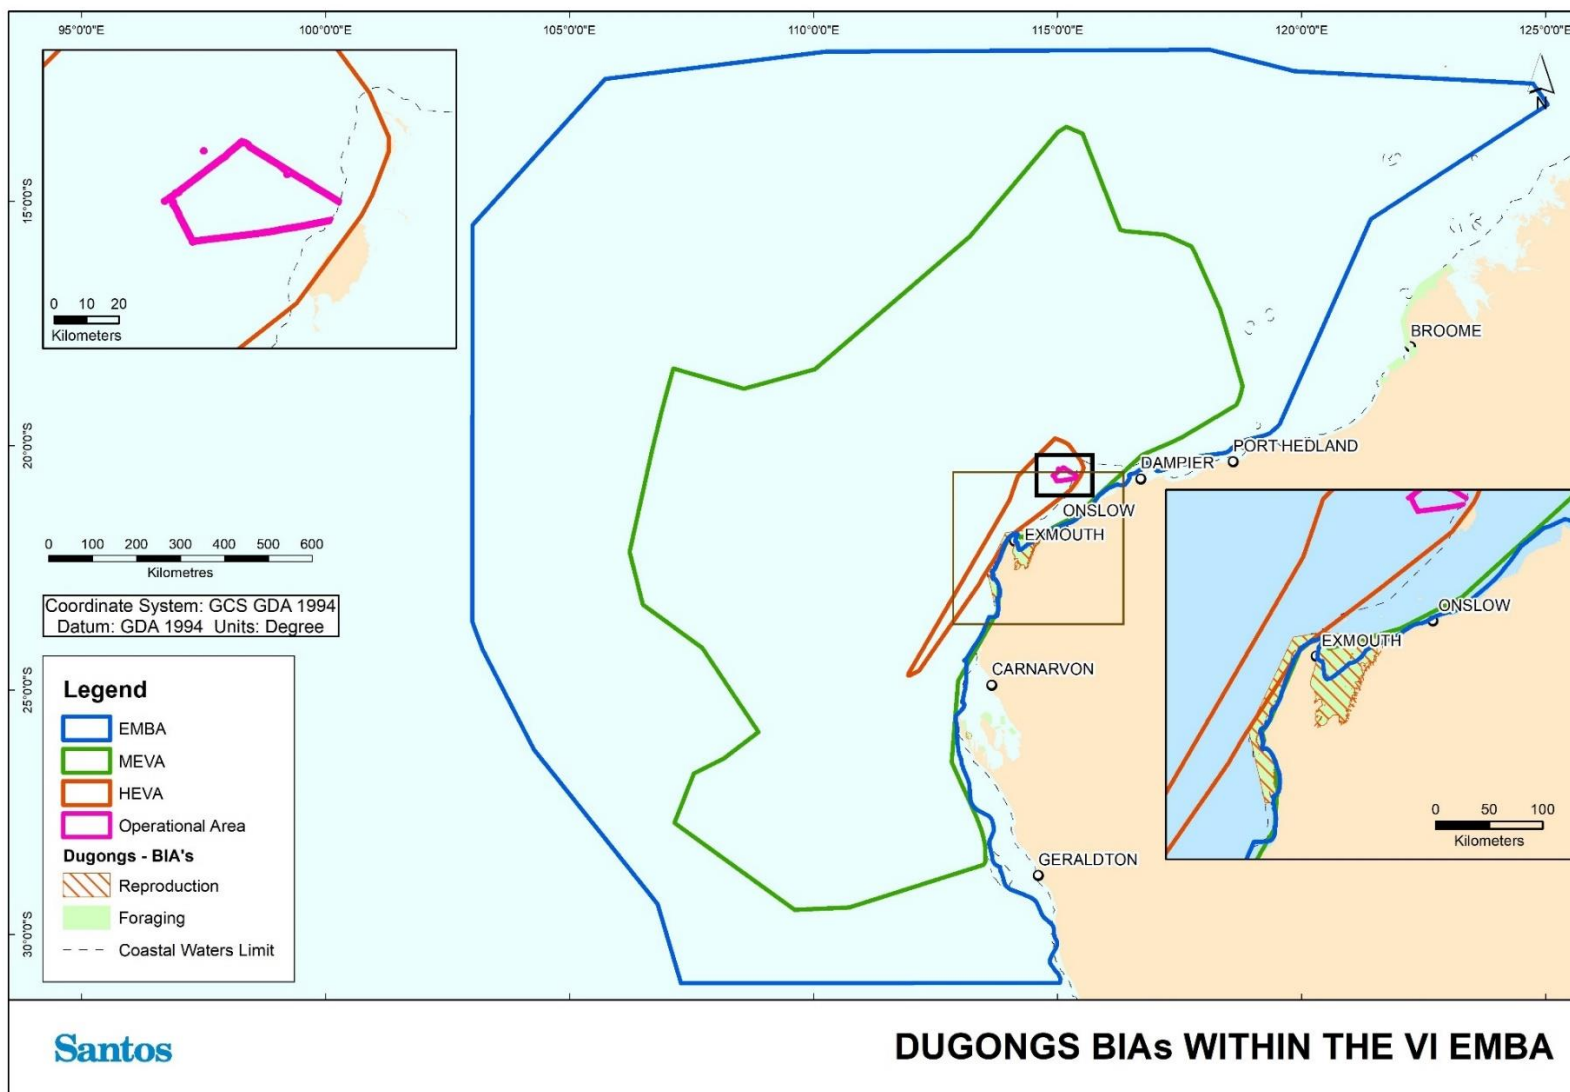 95°0'0"E
100°0'0"E
105°0'0"E
110°0'0"E
115°0'0"E
120°0'0"E
125°0'0"E
N
15°0'0"S
0 10 20
Kilometers
BROOME
20°0'0"S
PORT HEDLAND
DAMPIER
ONSLOW
EXMOUTH
0 100 200 300 400 500 600
Kilometres
Coordinate System: GCS GDA 1994
Datum: GDA 1994 Units: Degree
ONSLOW
EXMOUTH
CARNARVON
25°0'0"S
Legend
EMBA
MEVA
HEVA
Operational Area
Dugongs - BIA's
Reproduction
Foraging
Coastal Waters Limit
0 50 100
Kilometers
GERALDTON
30°0'0"S
Santos
DUGONGS BIAs WITHIN THE VI EMBA